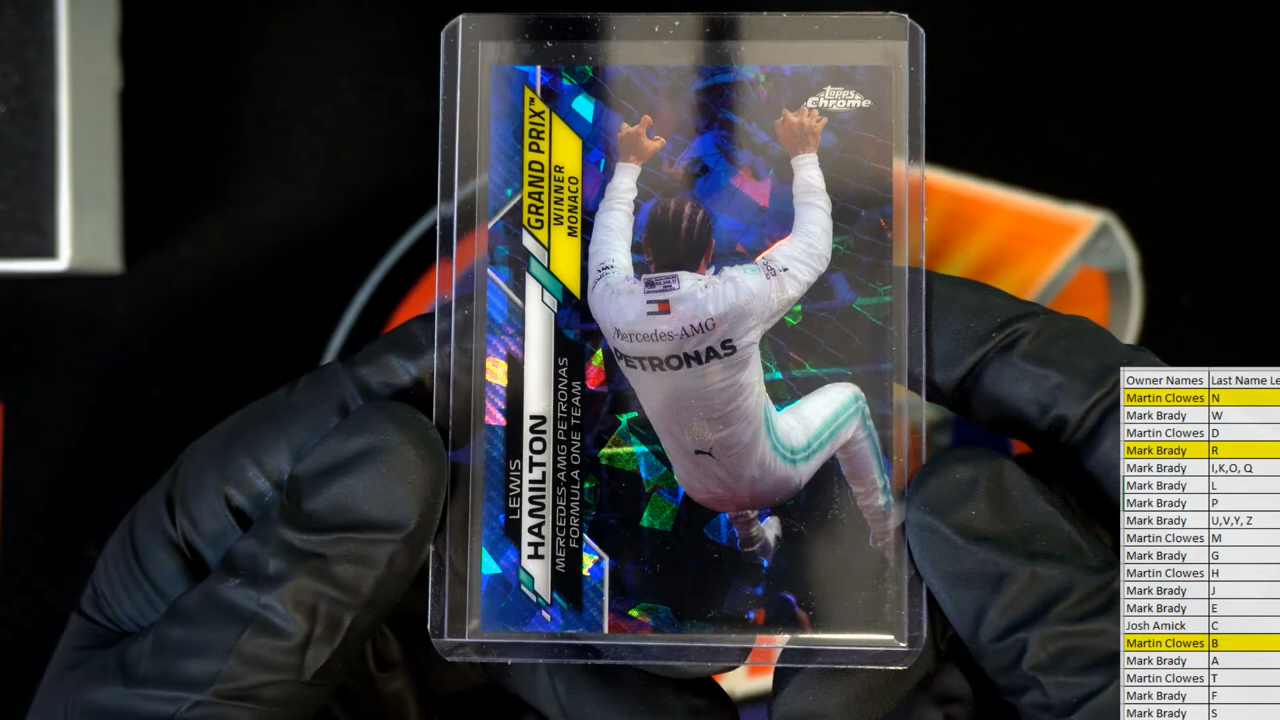 Topps
Chrome
GRAND PRIX™
WINNER
MONACO
LEWIS
HAMILTON
MERCEDES-AMG PETRONAS
FORMULA ONE TEAM
Mercedes-AMG
PETRONAS
Owner Names Last Name Le
Martin Clowes N
Mark Brady W
Martin Clowes D
Mark Brady R
Mark Brady I,K,O, Q
Mark Brady L
Mark Brady P
Mark Brady U,V,Y, Z
Martin Clowes M
Mark Brady G
Martin Clowes H
Mark Brady J
Mark Brady E
Josh Amick C
Martin Clowes B
Mark Brady A
Martin Clowes T
Mark Brady F
Mark Brady S